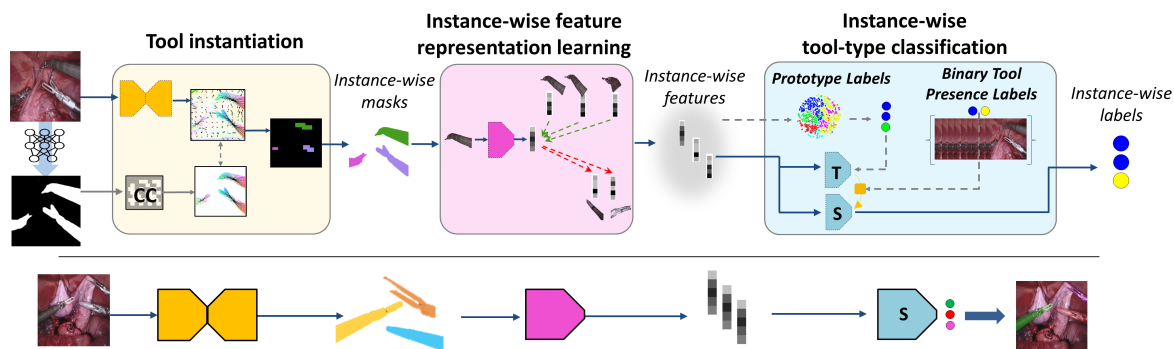 Tool instantiation
Instance-wise feature
representation learning
Instance-wise
tool-type classification
Instance-wise
masks
Instance-wise
features
Prototype Labels
Binary Tool
Presence Labels
Instance-wise
labels
CC
T
S
S